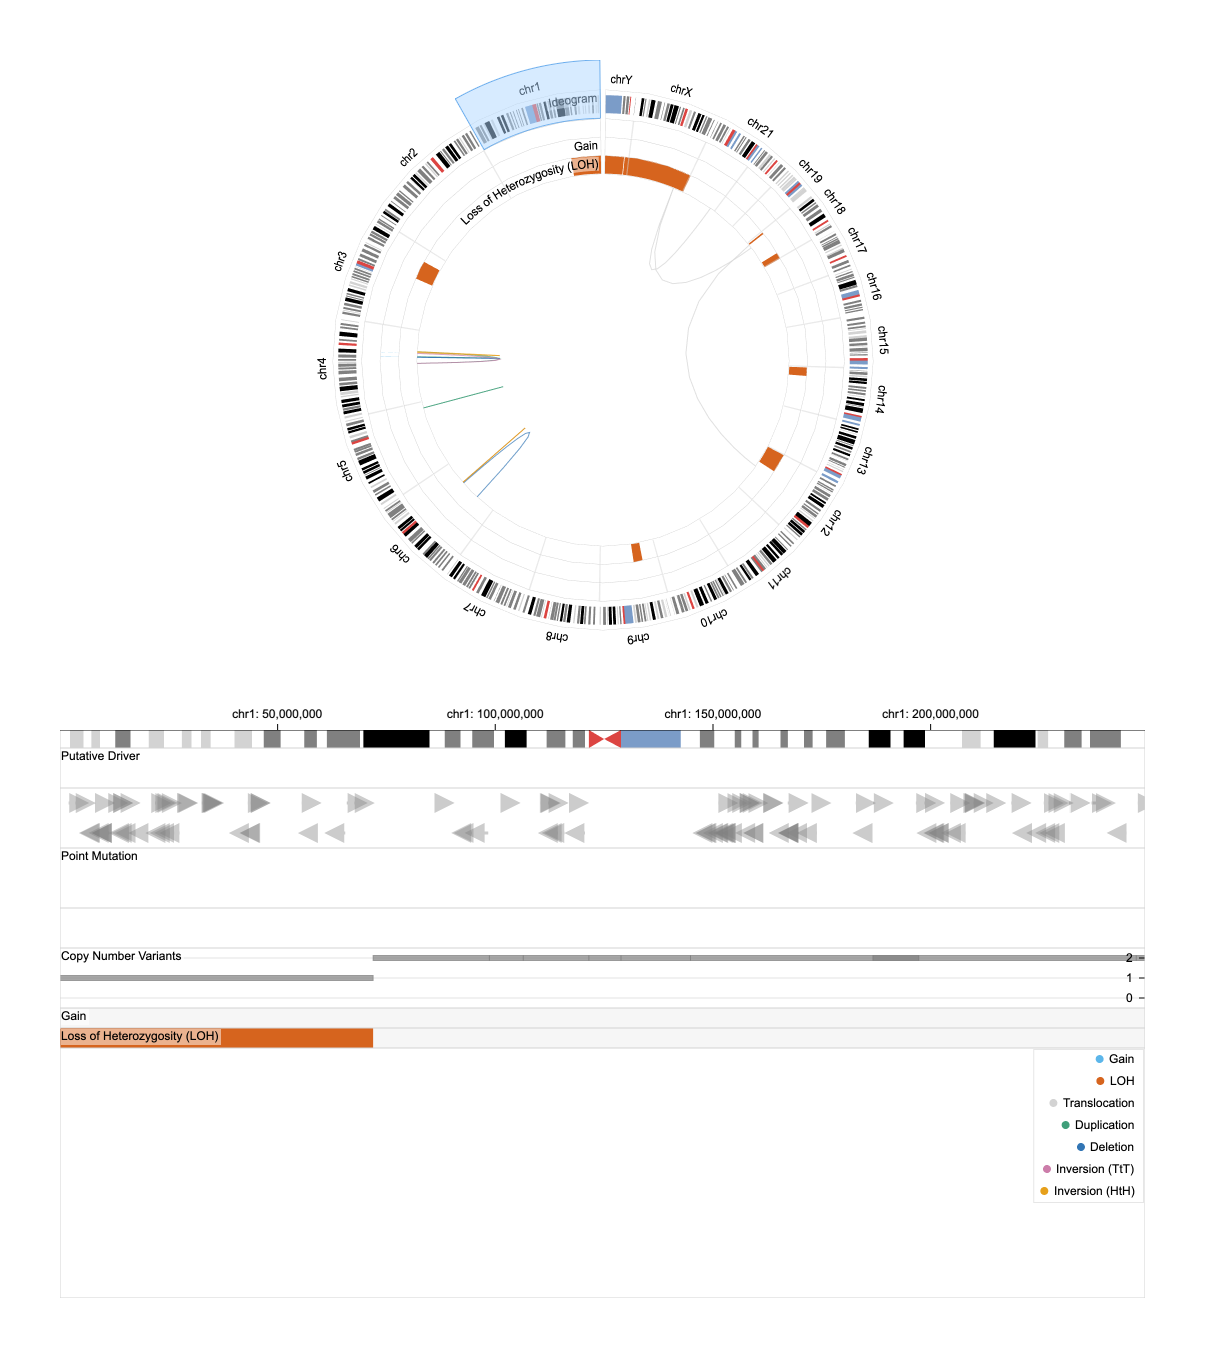 chr1
Ideogram
chrY
chrX
chr21
chr19
chr18
chr17
chr16
chr15
chr14
chr13
chr12
chr11
chr10
chr9
chr8
chr7
chr6
chr5
chr4
chr3
chr2
Gain
Loss of Heterozygosity (LOH)
chr1: 50,000,000 chr1: 100,000,000 chr1: 150,000,000 chr1: 200,000,000
Putative Driver
Point Mutation
Copy Number Variants 2
1
0
Gain
Loss of Heterozygosity (LOH)
Gain
LOH
Translocation
Duplication
Deletion
Inversion (TtT)
Inversion (HtH)